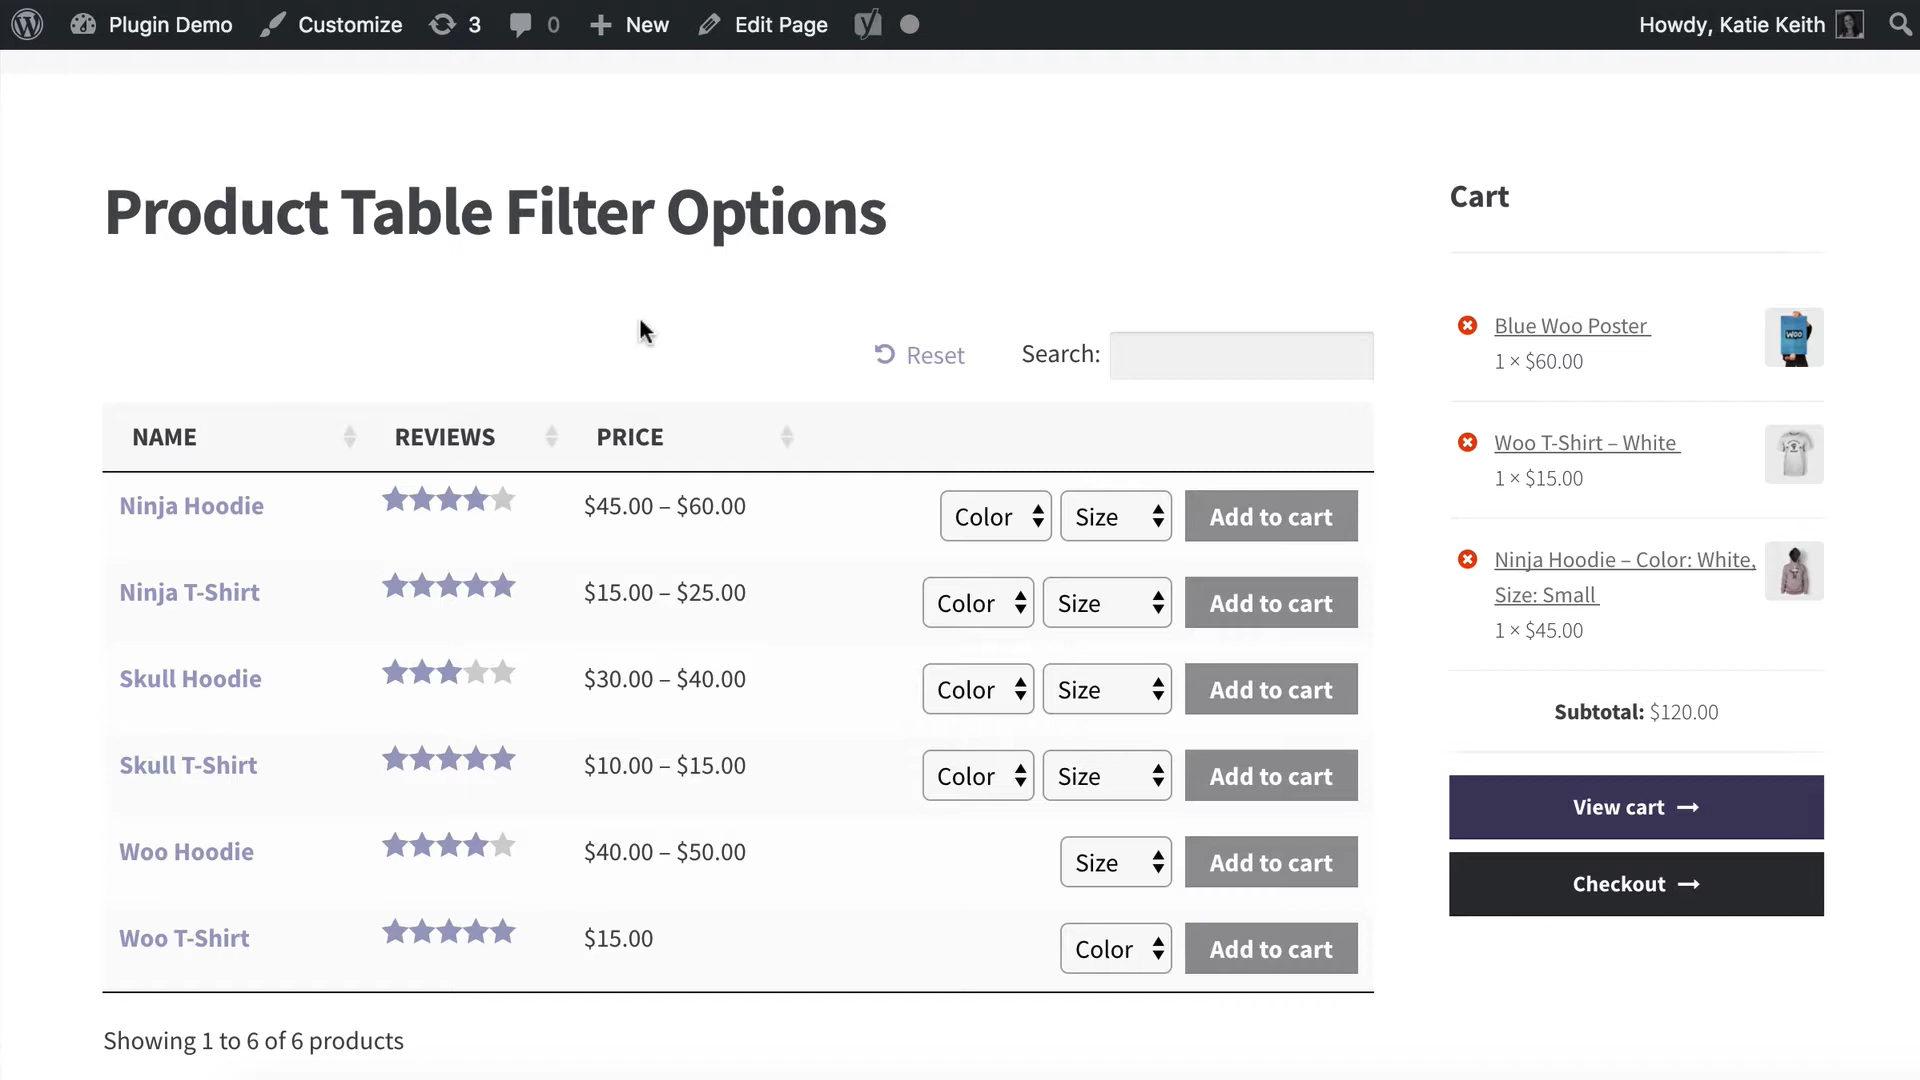 Plugin Demo Customize 3 0 New Edit Page Howdy, Katie Keith
Product Table Filter Options
Reset Search:
NAME REVIEWS PRICE
Ninja Hoodie $45.00 – $60.00 Color Size Add to cart
Ninja T-Shirt $15.00 – $25.00 Color Size Add to cart
Skull Hoodie $30.00 – $40.00 Color Size Add to cart
Skull T-Shirt $10.00 – $15.00 Color Size Add to cart
Woo Hoodie $40.00 – $50.00 Size Add to cart
Woo T-Shirt $15.00 Color Add to cart
Showing 1 to 6 of 6 products
Cart
Blue Woo Poster
1 × $60.00
Woo T-Shirt – White
1 × $15.00
Ninja Hoodie – Color: White,
Size: Small
1 × $45.00
Subtotal: $120.00
View cart →
Checkout →